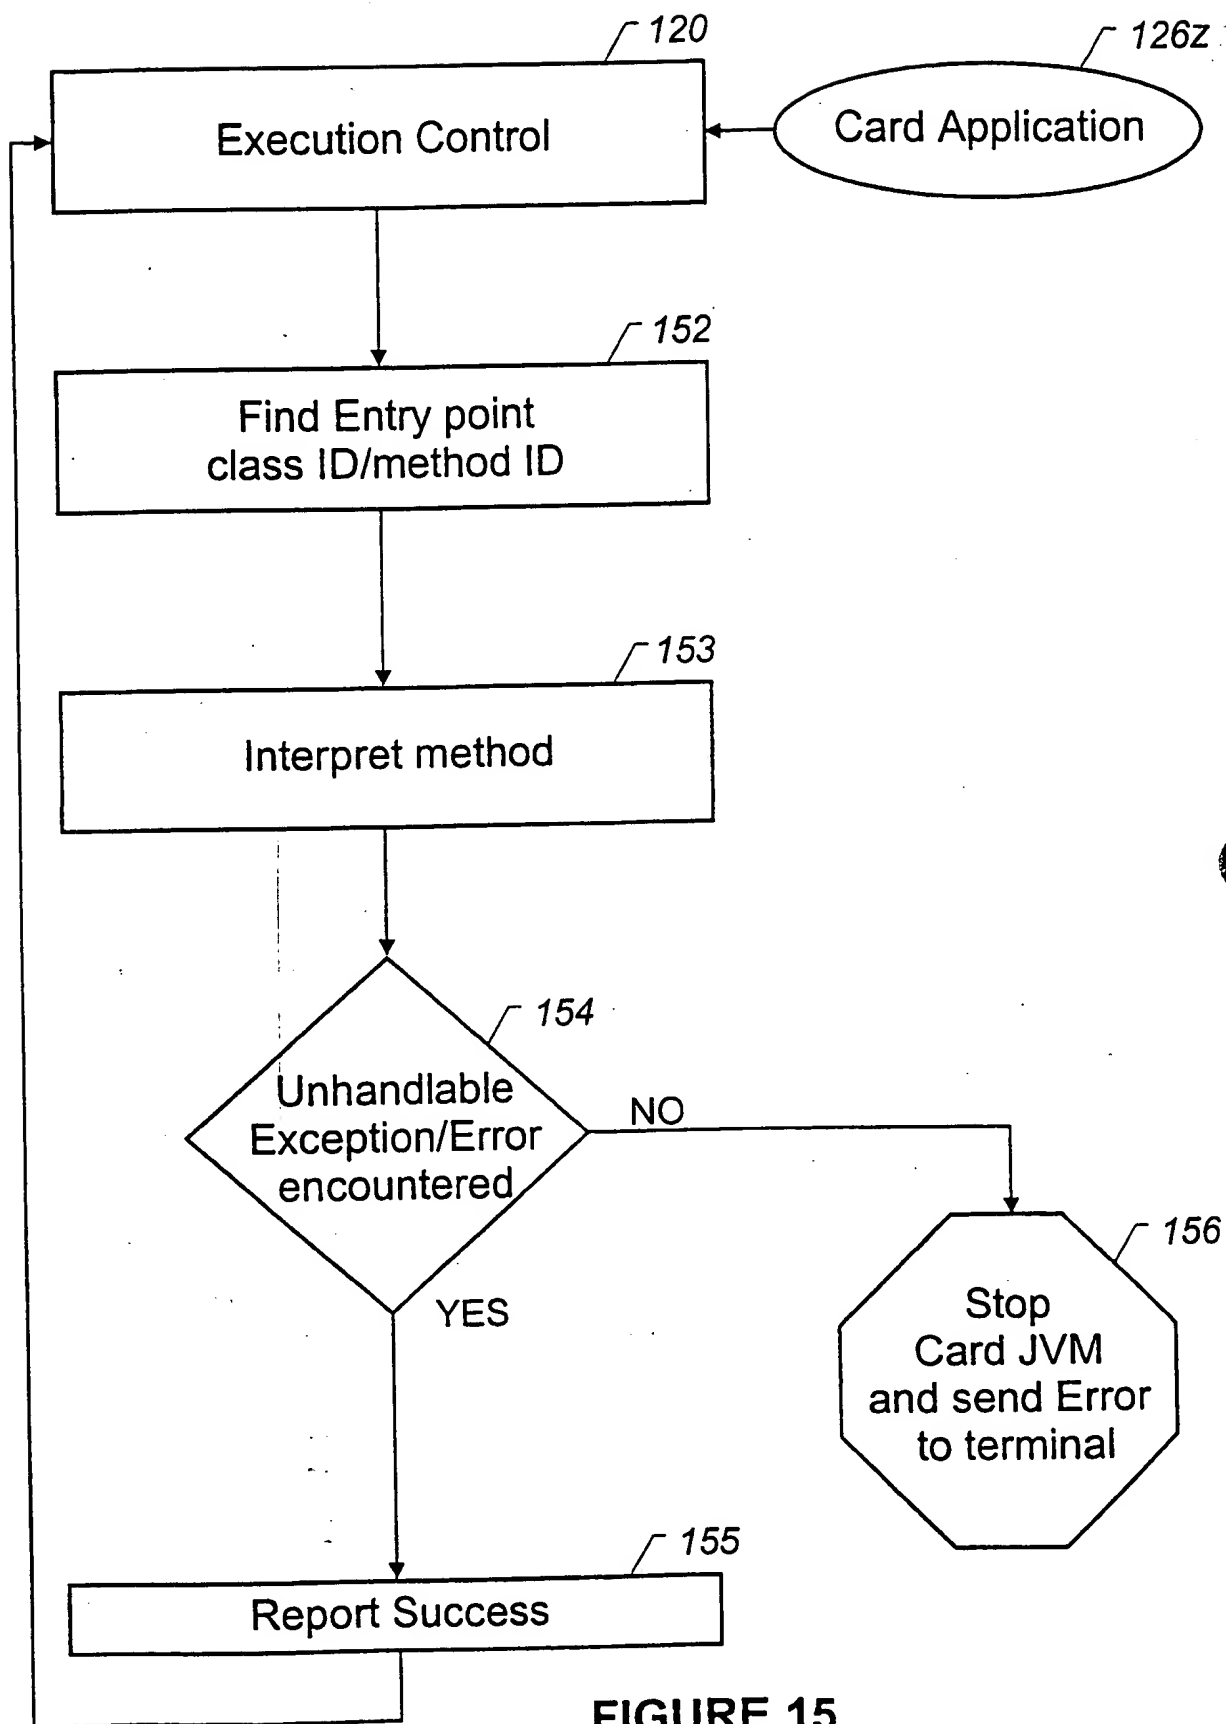 120
126z
Execution Control
Card Application
152
Find Entry point
class ID/method ID
153
Interpret method
154
Unhandlable
Exception/Error
encountered
NO
YES
156
Stop
Card JVM
and send Error
to terminal
155
Report Success
FIGURE 15